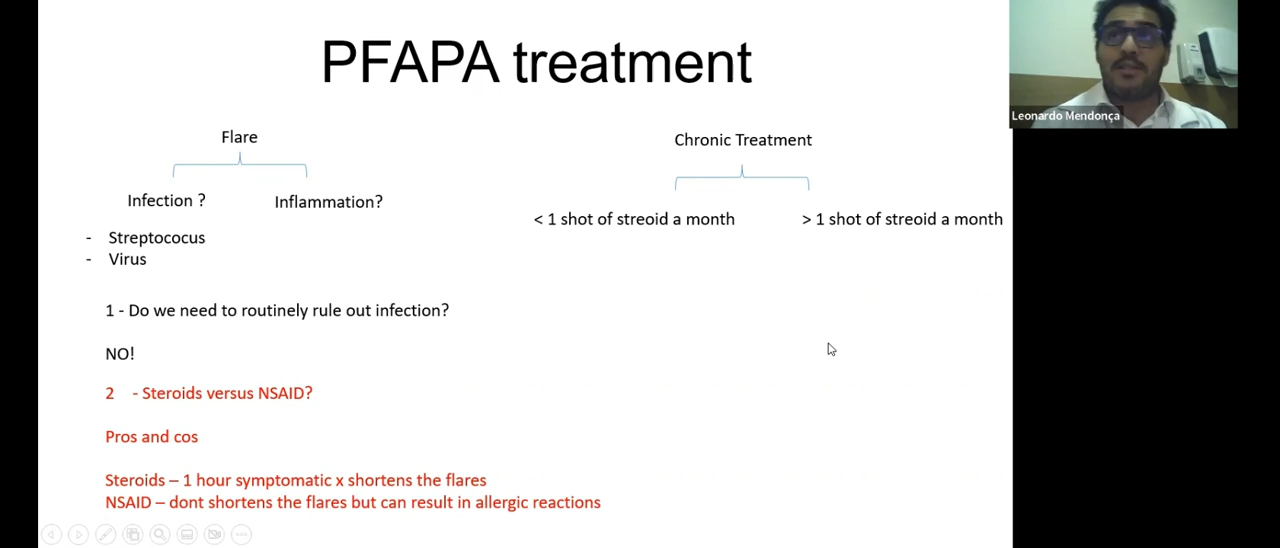 PFAPA treatment
Leonardo Mendonça
Flare
Infection ?
Inflammation?
- Streptococus
- Virus
Chronic Treatment
< 1 shot of streoid a month
> 1 shot of streoid a month
1 - Do we need to routinely rule out infection?
NO!
2 - Steroids versus NSAID?
Pros and cos
Steroids – 1 hour symptomatic x shortens the flares
NSAID – dont shortens the flares but can result in allergic reactions